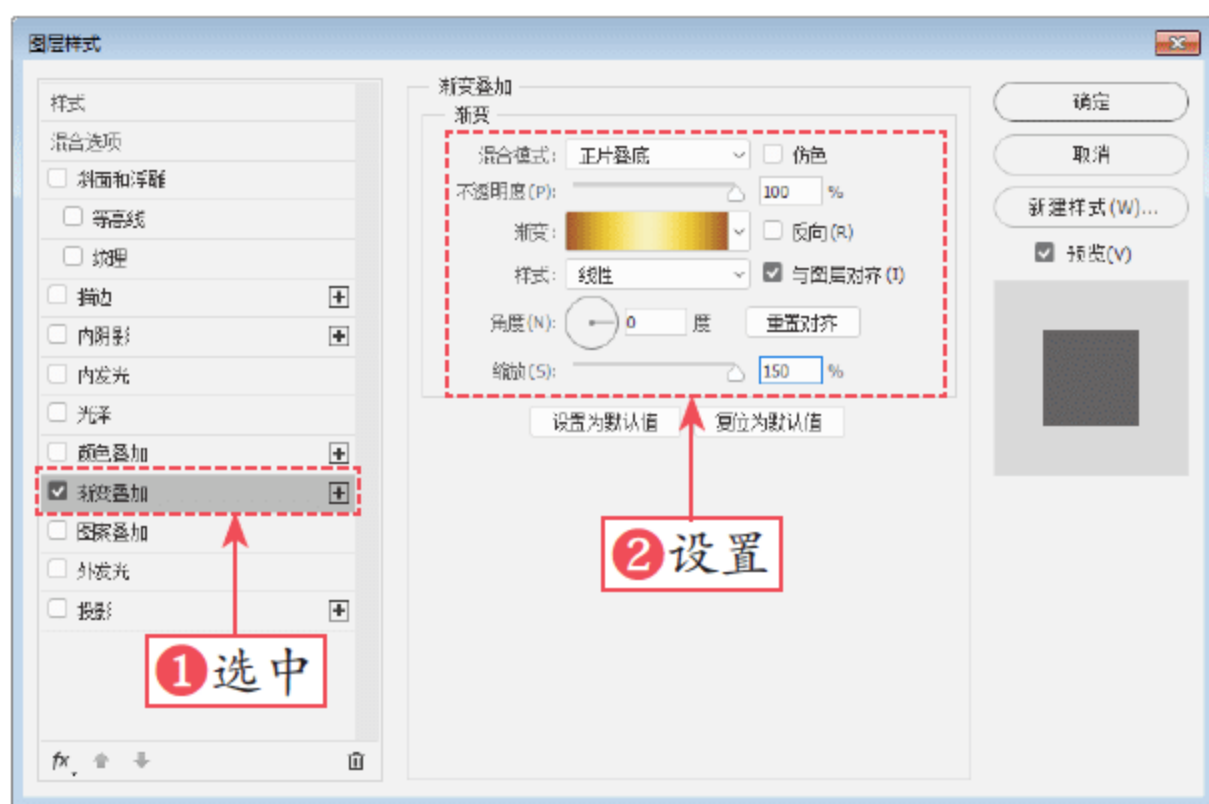 图层样式
样式
混合选项
斜面和浮雕
等高线
纹理
描边
内阴影
内发光
光泽
颜色叠加
渐变叠加
图案叠加
外发光
投影
fx
1选中
渐变叠加
渐变
混合模式: 正片叠底 仿色
不透明度(P): 100 %
渐变: 反向(R)
样式: 线性 与图层对齐(I)
角度(N): 0 度 重置对齐
缩放(S): 150 %
设置为默认值 复位为默认值
2设置
确定
取消
新建样式(W)...
预览(V)